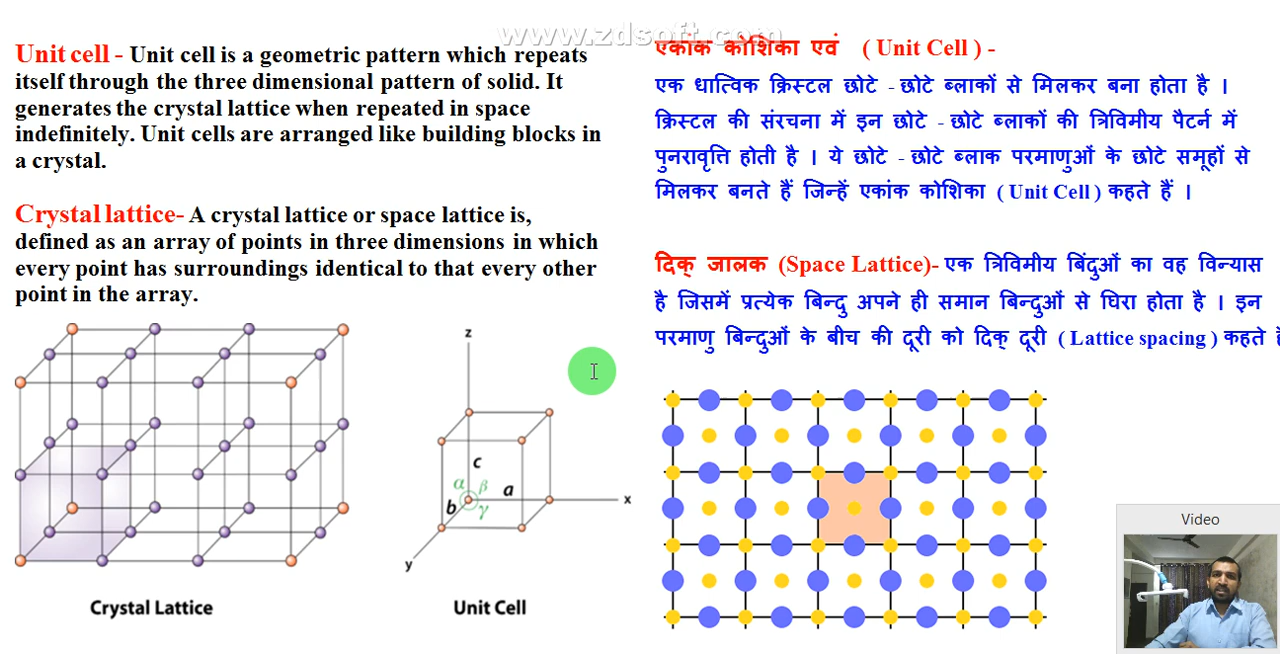 www.zdsoft.com
Unit cell - Unit cell is a geometric pattern which repeats
itself through the three dimensional pattern of solid. It
generates the crystal lattice when repeated in space
indefinitely. Unit cells are arranged like building blocks in
a crystal.
Crystal lattice- A crystal lattice or space lattice is,
defined as an array of points in three dimensions in which
every point has surroundings identical to that every other
point in the array.
z
c
α β
a
b γ
x
y
Crystal Lattice
Unit Cell
एकांक कोशिका एवं ( Unit Cell ) -
एक धात्विक क्रिस्टल छोटे - छोटे ब्लाकों से मिलकर बना होता है ।
क्रिस्टल की संरचना में इन छोटे - छोटे ब्लाकों की त्रिविमीय पैटर्न में
पुनरावृत्ति होती है । ये छोटे - छोटे ब्लाक परमाणुओं के छोटे समूहों से
मिलकर बनते हैं जिन्हें एकांक कोशिका ( Unit Cell ) कहते हैं ।
दिक् जालक (Space Lattice)- एक त्रिविमीय बिंदुओं का वह विन्यास
है जिसमें प्रत्येक बिन्दु अपने ही समान बिन्दुओं से घिरा होता है । इन
परमाणु बिन्दुओं के बीच की दूरी को दिक् दूरी ( Lattice spacing ) कहते
Video